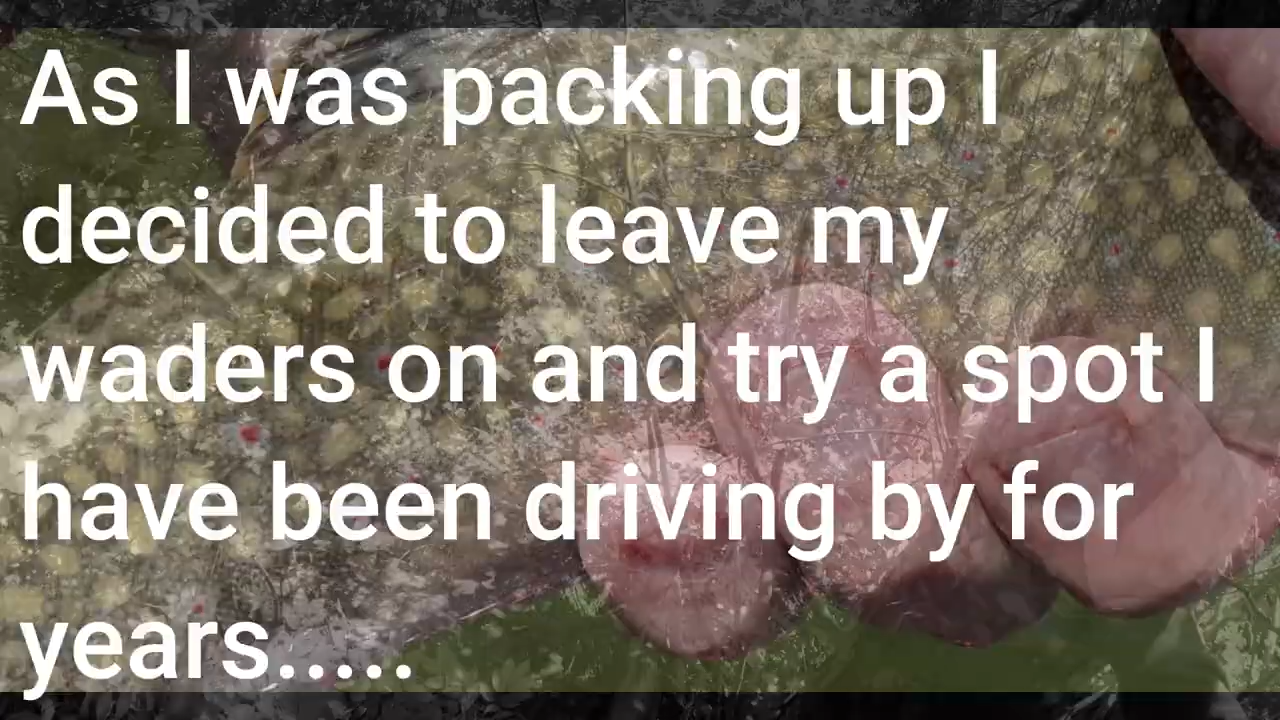 As I was packing up I
decided to leave my
waders on and try a spot I
have been driving by for
years.....